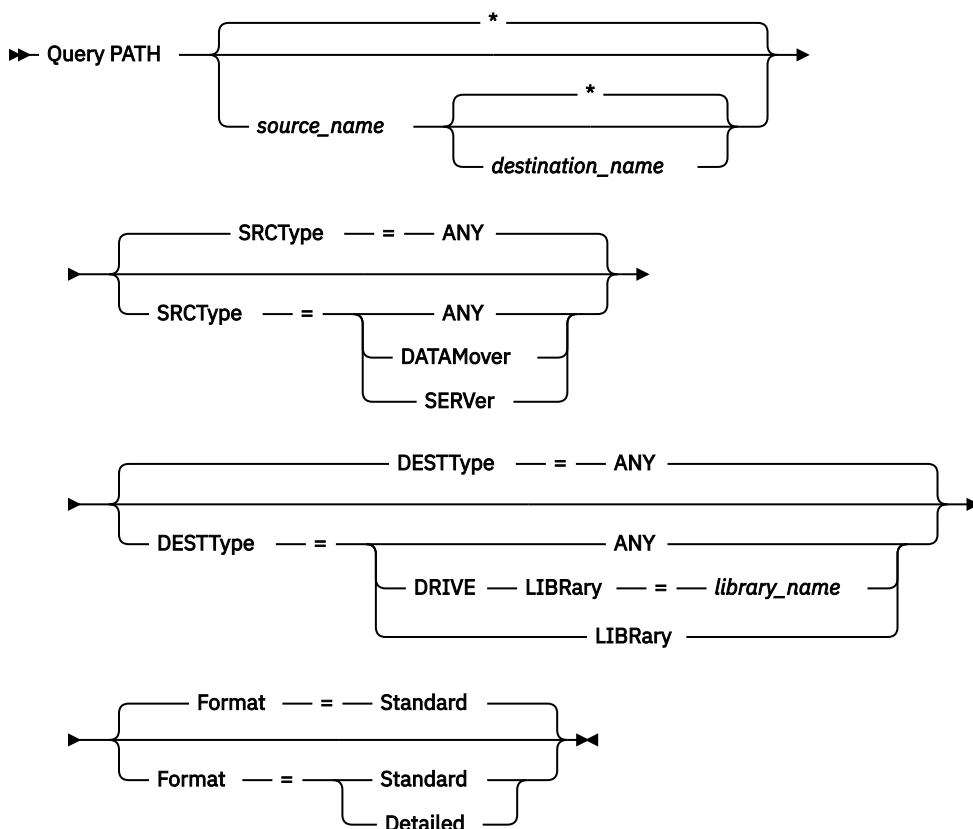 *
Query PATH
*
source_name
destination_name
SRCType = ANY
SRCType = ANY
DATAMover
SERVer
DESTType = ANY
DESTType = ANY
DRIVE LIBRary = library_name
LIBRary
Format = Standard
Format = Standard
Detailed